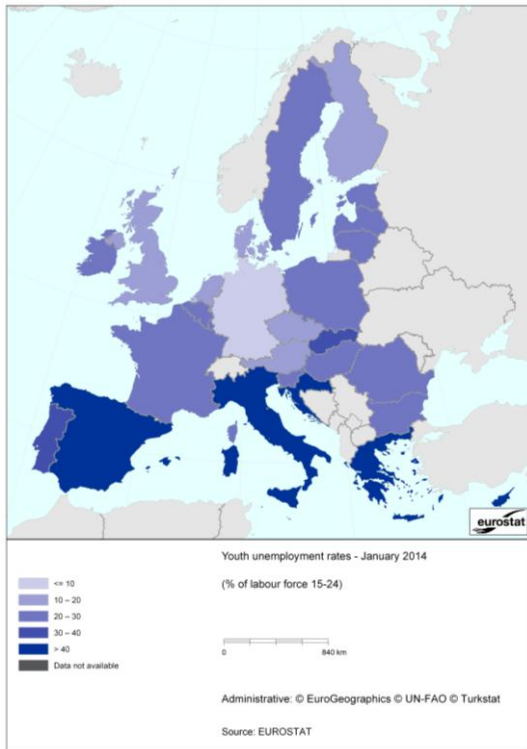 eurostat
Youth unemployment rates - January 2014
(% of labour force 15-24)
<= 10
10 - 20
20 - 30
30 - 40
> 40
Data not available
0 840 km
Administrative: © EuroGeographics © UN-FAO © Turkstat
Source: EUROSTAT